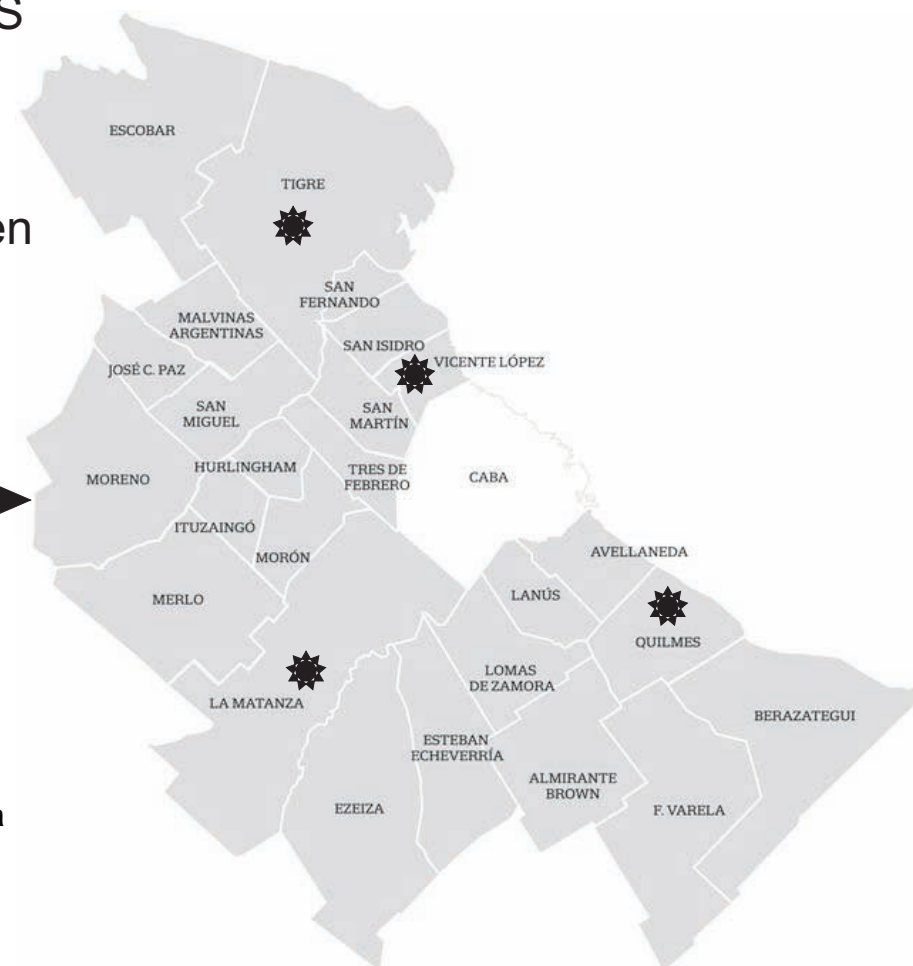 s
en
a
ESCOBAR
TIGRE
SAN
FERNANDO
MALVINAS
ARGENTINAS
SAN ISIDRO
VICENTE LÓPEZ
JOSÉ C. PAZ
SAN
MIGUEL
SAN
MARTÍN
HURLINGHAM
TRES DE
FEBRERO
MORENO
CABA
ITUZAINGÓ
MORÓN
AVELLANEDA
MERLO
LANÚS
QUILMES
LOMAS
DE ZAMORA
LA MATANZA
BERAZATEGUI
ESTEBAN
ECHEVERRÍA
ALMIRANTE
BROWN
EZEIZA
F. VARELA